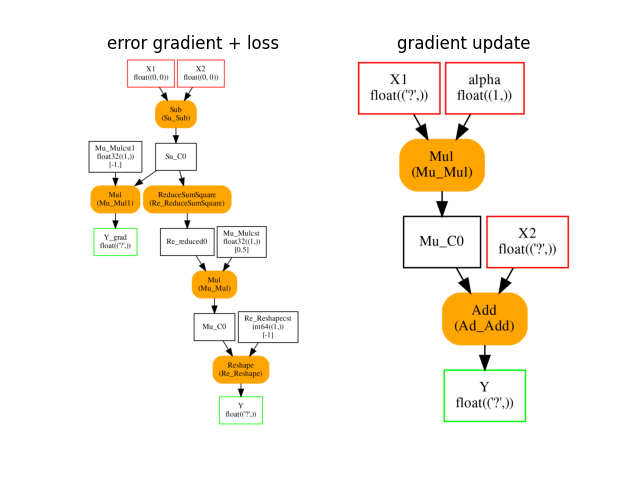 error gradient + loss
X1
float((0, 0))
X2
float((0, 0))
Sub
(Su_Sub)
Mu_Mulcst1
float32((1,))
[-1.]
Su_C0
Mul
(Mu_Mul1)
ReduceSumSquare
(Re_ReduceSumSquare)
Y_grad
float(('?',))
Re_reduced0
Mu_Mulcst
float32((1,))
[0.5]
Mul
(Mu_Mul)
Mu_C0
Re_Reshapecst
int64((1,))
[-1]
Reshape
(Re_Reshape)
Y
float(('?',))
gradient update
X1
float(('?',))
alpha
float((1,))
Mul
(Mu_Mul)
Mu_C0
X2
float(('?',))
Add
(Ad_Add)
Y
float(('?',))